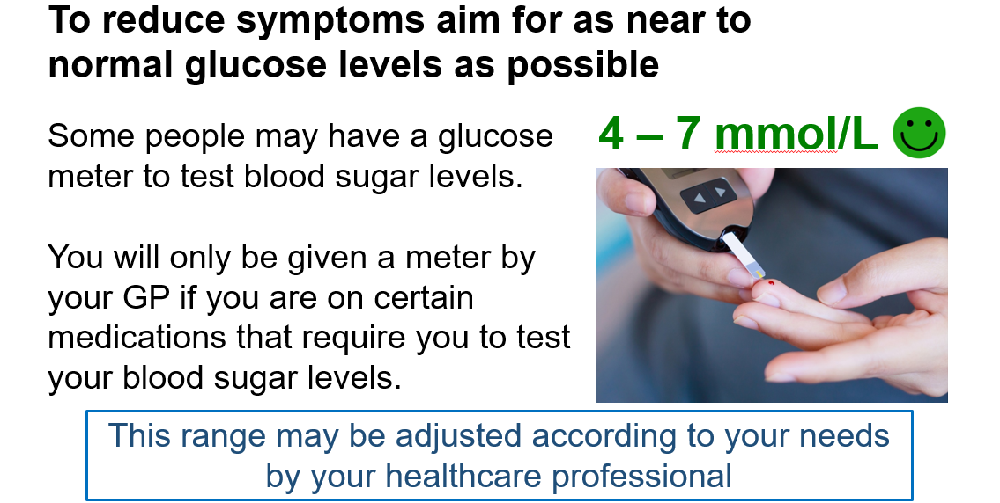 To reduce symptoms aim for as near to
normal glucose levels as possible
Some people may have a glucose
meter to test blood sugar levels.
You will only be given a meter by
your GP if you are on certain
medications that require you to test
your blood sugar levels.
4 – 7 mmol/L
This range may be adjusted according to your needs
by your healthcare professional